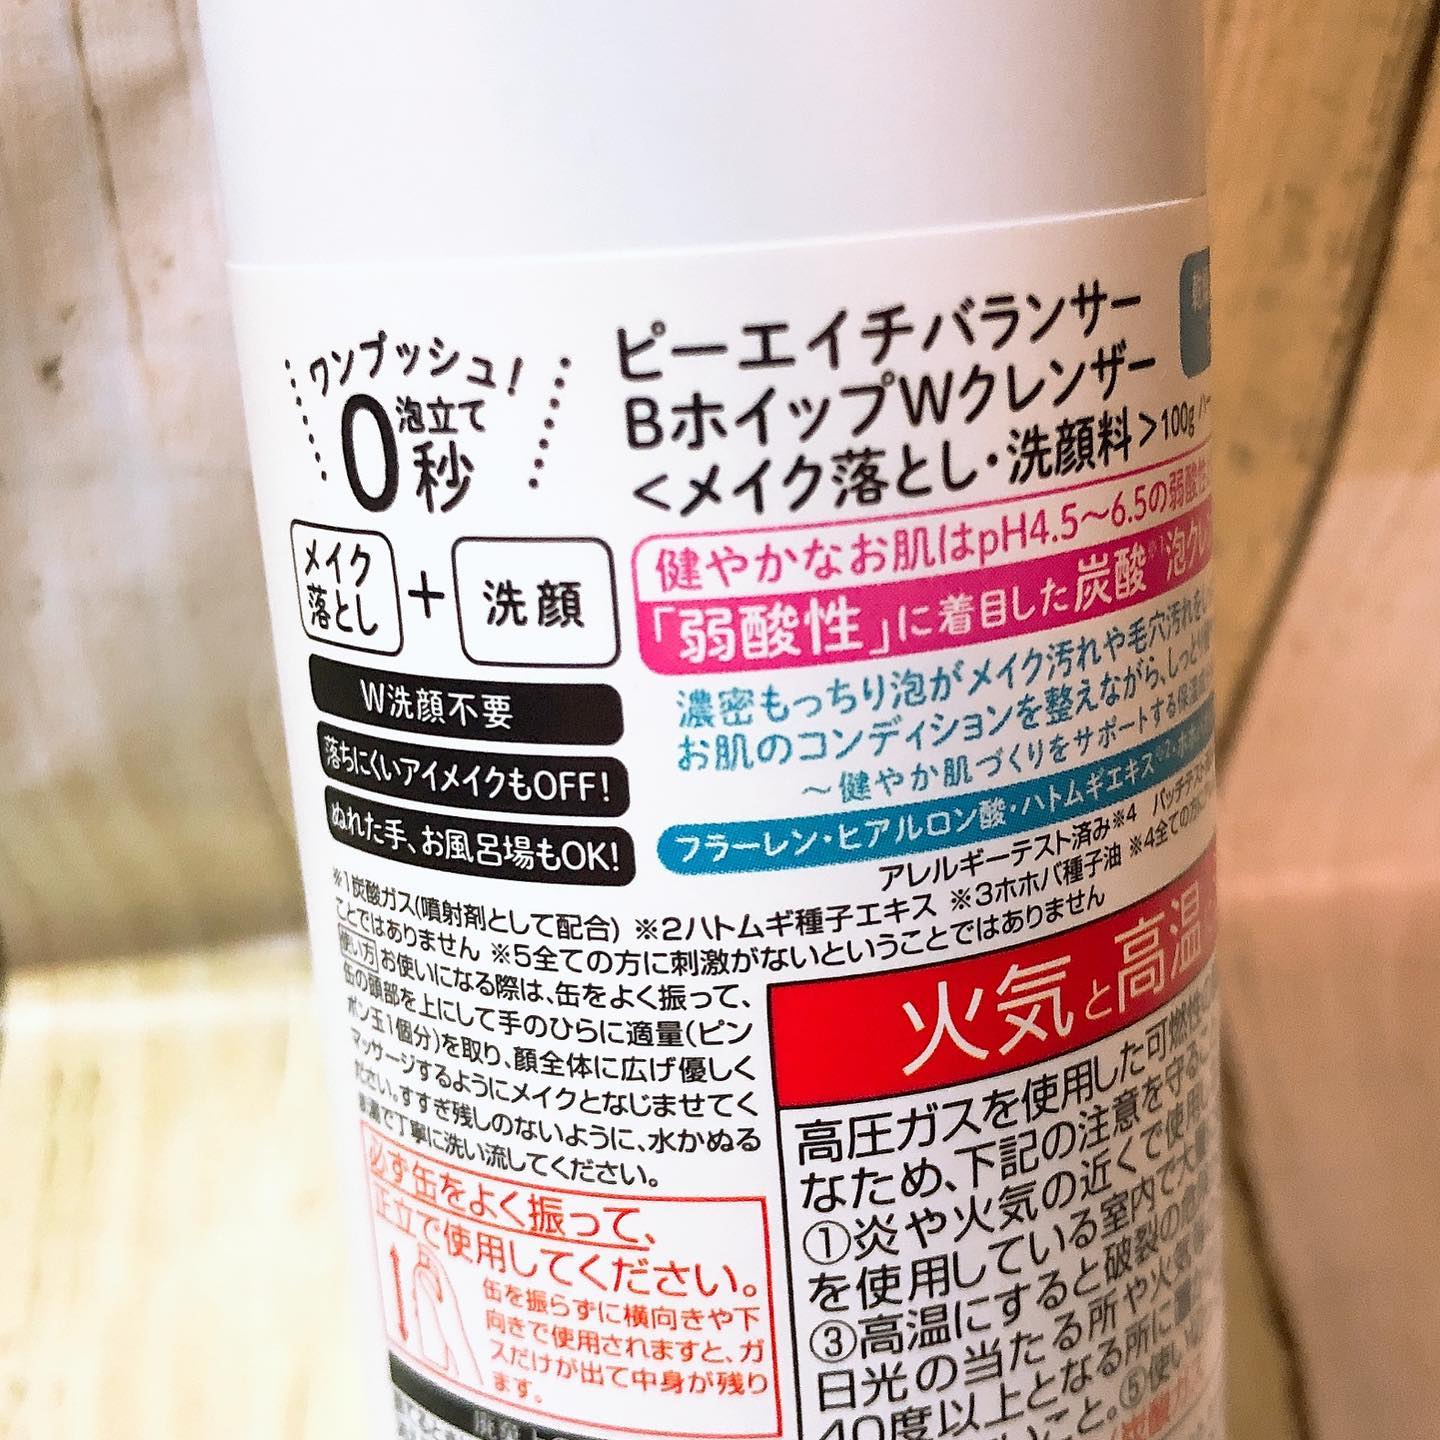 ワンプッシュ!
泡立て
0秒
メイク
落とし
+
洗顔
W洗顔不要
落ちにくいアイメイクもOFF!
ぬれた手、お風呂場もOK!
ピーエイチバランサー
BホイップWクレンザー
<メイク落とし・洗顔料>100g
健やかなお肌はpH4.5〜6.5の弱酸性
「弱酸性」に着目した炭酸※1泡クレ
濃密もっちり泡がメイク汚れや毛穴汚れを
お肌のコンディションを整えながら、しっとり
〜健やか肌づくりをサポートする保湿
フラーレン・ヒアルロン酸・ハトムギエキス※2・ホホ
アレルギーテスト済み※4 パッチテスト
※1炭酸ガス(噴射剤として配合) ※2ハトムギ種子エキス ※3ホホバ種子油 ※4全ての方に
ことではありません ※5全ての方に刺激がないということではありません
使い方 お使いになる際は、缶をよく振って、
缶の頭部を上にして手のひらに適量(ピン
ポン玉1個分)を取り、顔全体に広げ優しく
マッサージするようにメイクとなじませてく
ださい。すすぎ残しのないように、水かぬる
ま湯で丁寧に洗い流してください。
必ず缶をよく振って、
正立で使用してください。
缶を振らずに横向きや下
向きで使用されますと、ガ
スだけが出て中身が残り
ます。
火気と高温
高圧ガスを使用した可燃性
なため、下記の注意を守るこ
①炎や火気の近くで使用し
を使用している室内で大量
③高温にすると破裂の危険
日光の当たる所や火気等
40度以上となる所に置か
いこと。⑤使い